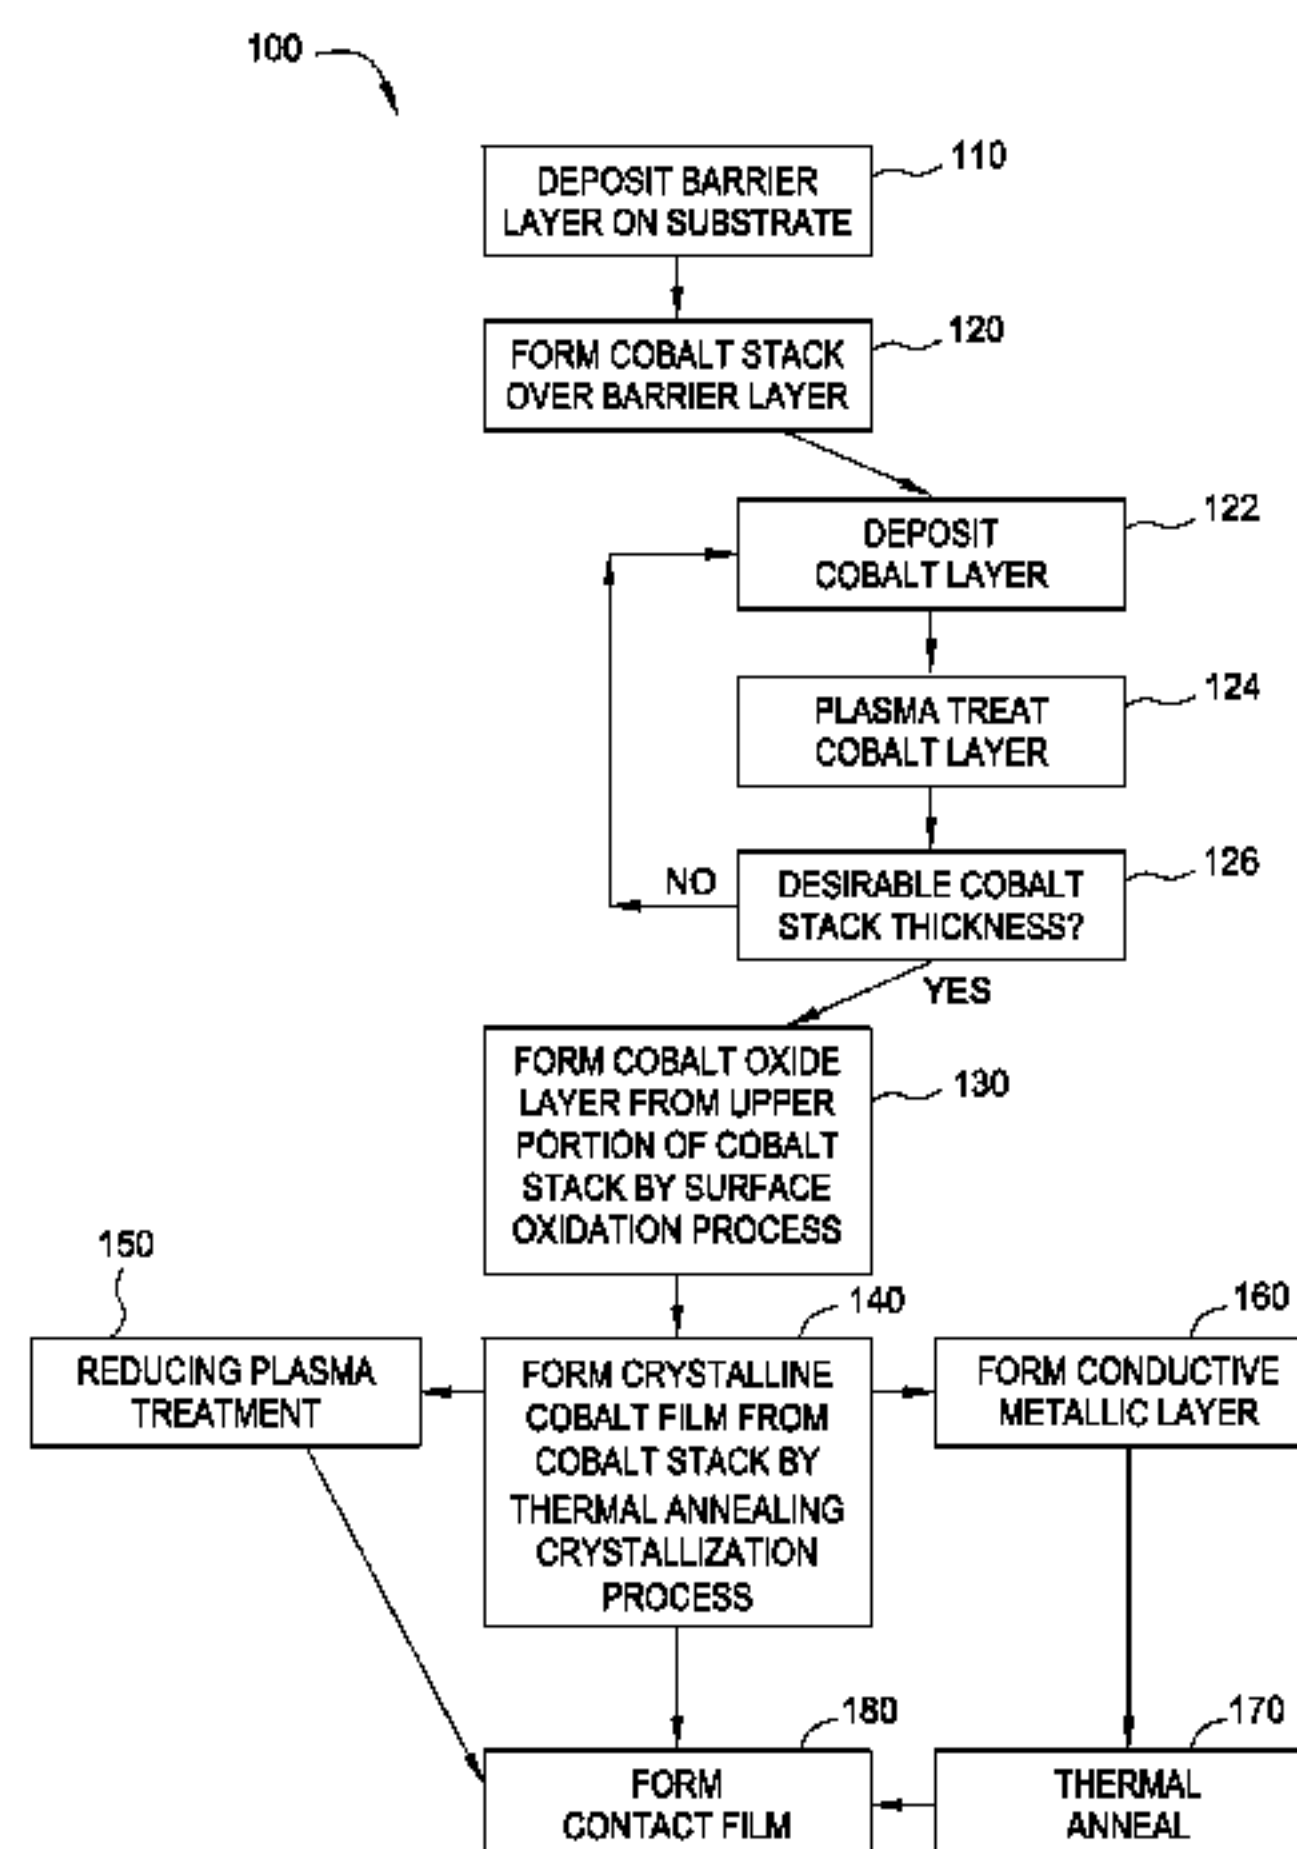 100
DEPOSIT BARRIER
LAYER ON SUBSTRATE
110
FORM COBALT STACK
OVER BARRIER LAYER
120
DEPOSIT
COBALT LAYER
122
PLASMA TREAT
COBALT LAYER
124
DESIRABLE COBALT
STACK THICKNESS?
126
NO
YES
FORM COBALT OXIDE
LAYER FROM UPPER
PORTION OF COBALT
STACK BY SURFACE
OXIDATION PROCESS
130
150
REDUCING PLASMA
TREATMENT
140
FORM CRYSTALLINE
COBALT FILM FROM
COBALT STACK BY
THERMAL ANNEALING
CRYSTALLIZATION
PROCESS
160
FORM CONDUCTIVE
METALLIC LAYER
180
FORM
CONTACT FILM
170
THERMAL
ANNEAL